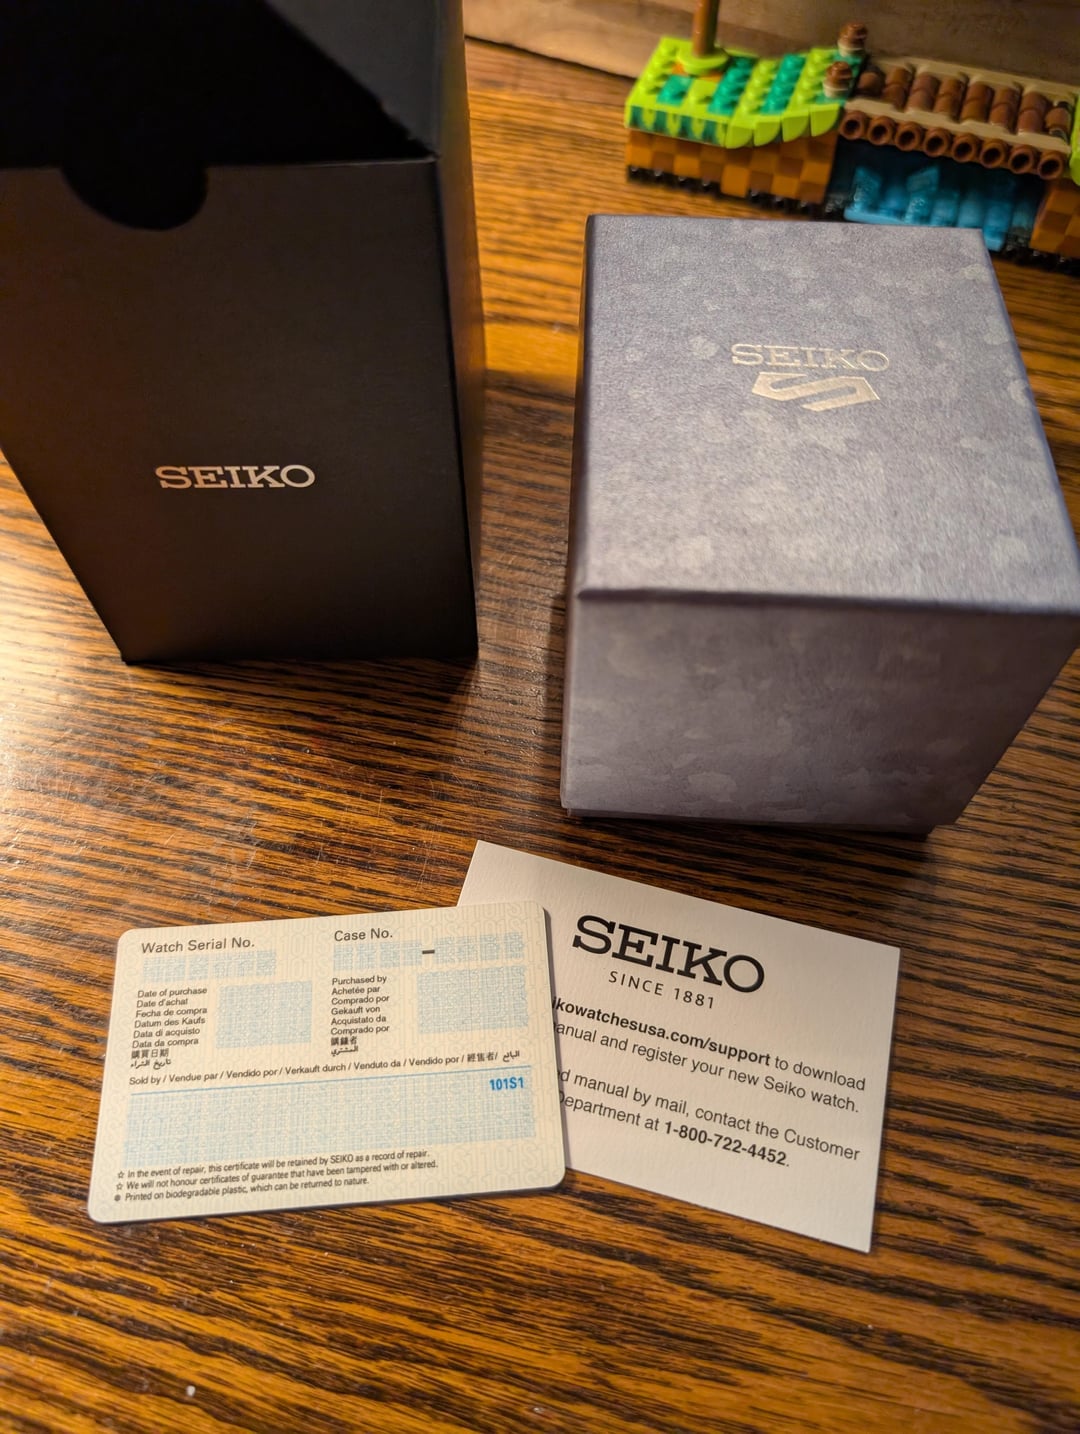 SEIKO
SEIKO
Watch Serial No.
Case No.
–
Date of purchase
Date d'achat
Fecha de compra
Datum des Kaufs
Data di acquisto
Data da compra
購買日期
تاريخ الشراء
Purchased by
Achetée par
Comprado por
Gekauft von
Acquistato da
Comprado por
購錶者
المشتري
Sold by / Vendue par / Vendido por / Verkauft durch / Venduto da / Vendido por / 經售者/ البائع
101S1
☆ In the event of repair, this certificate will be retained by SEIKO as a record of repair.
☆ We will not honour certificates of guarantee that have been tampered with or altered.
Printed on biodegradable plastic, which can be returned to nature.
SEIKO
SINCE 1881
ikowatchesusa.com/support to download
anual and register your new Seiko watch.
d manual by mail, contact the Customer
Department at 1-800-722-4452.